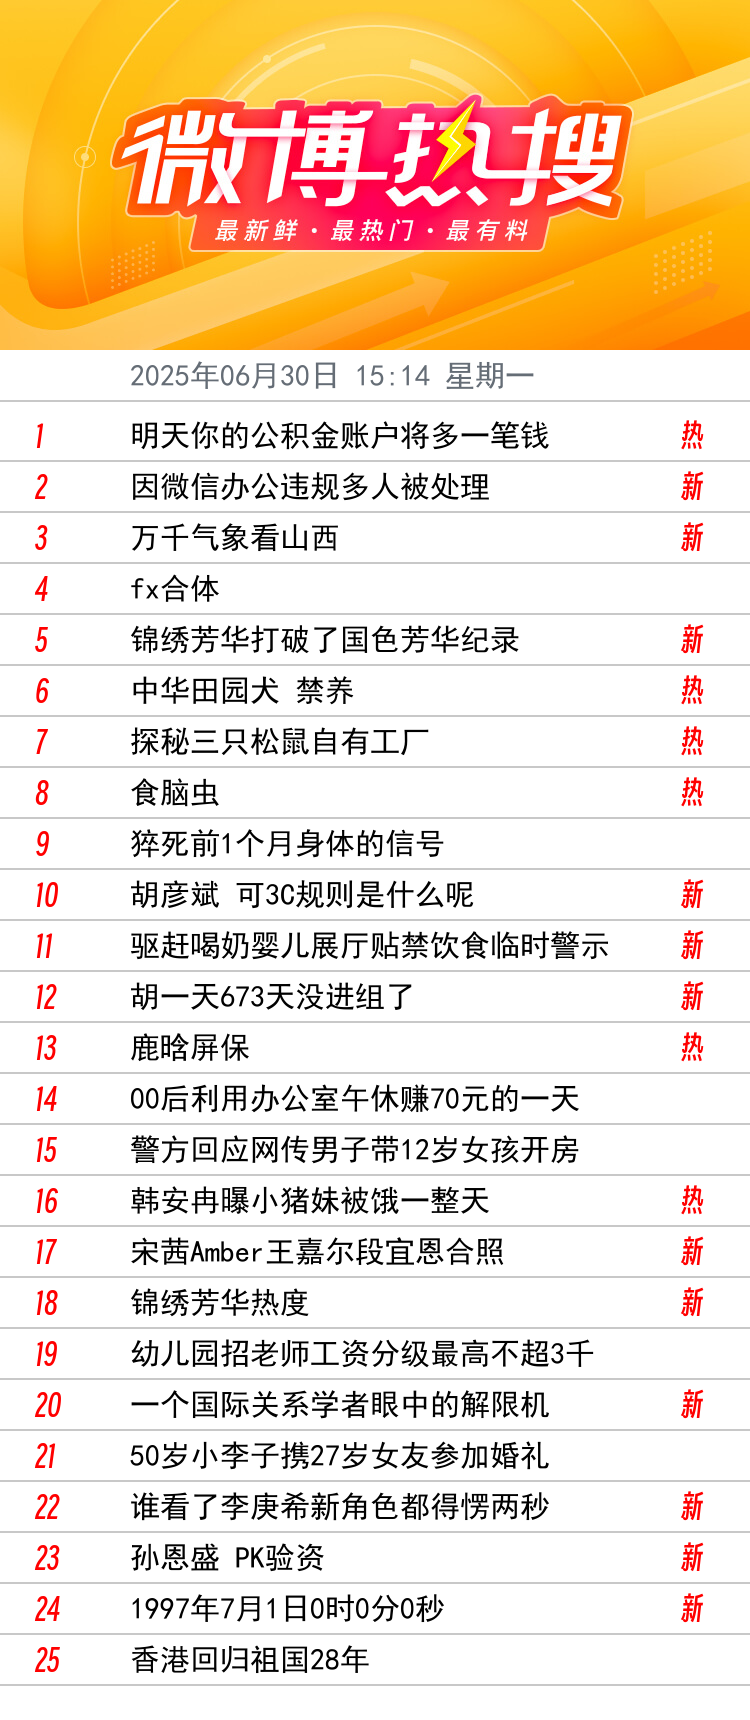 微博热搜
最新鲜·最热门·最有料
2025年06月30日 15:14 星期一
1 明天你的公积金账户将多一笔钱 热
2 因微信办公违规多人被处理 新
3 万千气象看山西 新
4 fx合体
5 锦绣芳华打破了国色芳华纪录 新
6 中华田园犬 禁养 热
7 探秘三只松鼠自有工厂 热
8 食脑虫 热
9 猝死前1个月身体的信号
10 胡彦斌 可3C规则是什么呢 新
11 驱赶喝奶婴儿展厅贴禁饮食临时警示 新
12 胡一天673天没进组了 新
13 鹿晗屏保 热
14 00后利用办公室午休赚70元的一天
15 警方回应网传男子带12岁女孩开房
16 韩安冉曝小猪妹被饿一整天 热
17 宋茜Amber王嘉尔段宜恩合照 新
18 锦绣芳华热度 新
19 幼儿园招老师工资分级最高不超3千
20 一个国际关系学者眼中的解限机 新
21 50岁小李子携27岁女友参加婚礼
22 谁看了李庚希新角色都得愣两秒 新
23 孙恩盛 PK验资 新
24 1997年7月1日0时0分0秒 新
25 香港回归祖国28年